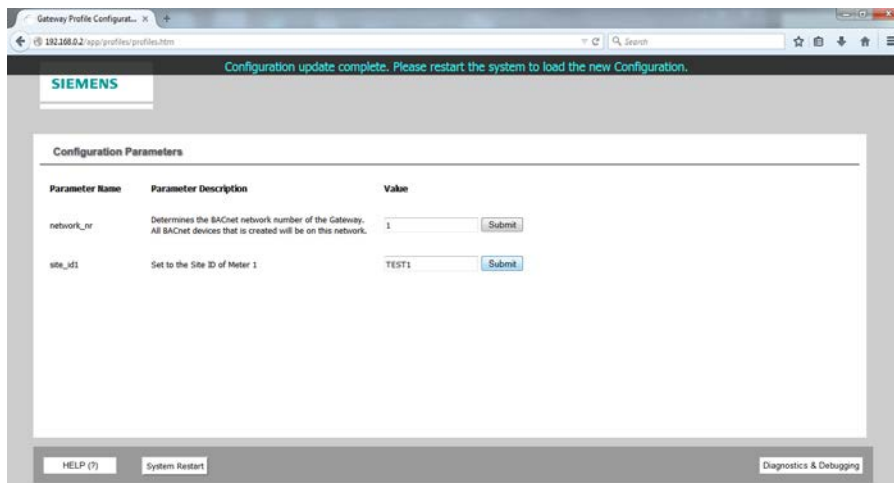 Gateway Profile Configurat... × +
192.168.0.2/app/profiles/profiles.htm Search
Configuration update complete. Please restart the system to load the new Configuration.
SIEMENS
Configuration Parameters
Parameter Name Parameter Description Value
network_nr Determines the BACnet network number of the Gateway.
All BACnet devices that is created will be on this network. 1 Submit
site_id1 Set to the Site ID of Meter 1 TEST1 Submit
HELP (?) System Restart Diagnostics & Debugging